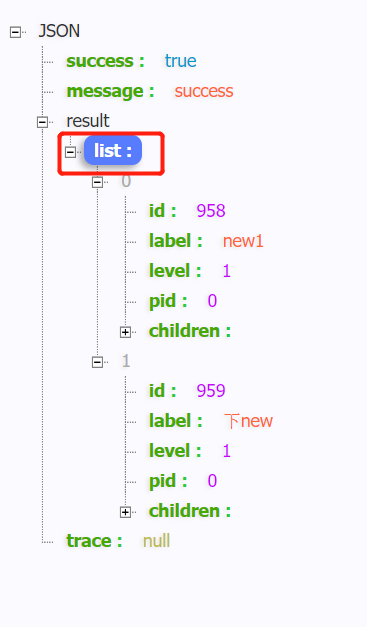 JSON
success : true
message : success
result
list :
0
id : 958
label : new1
level : 1
pid : 0
children :
1
id : 959
label : 下new
level : 1
pid : 0
children :
trace : null